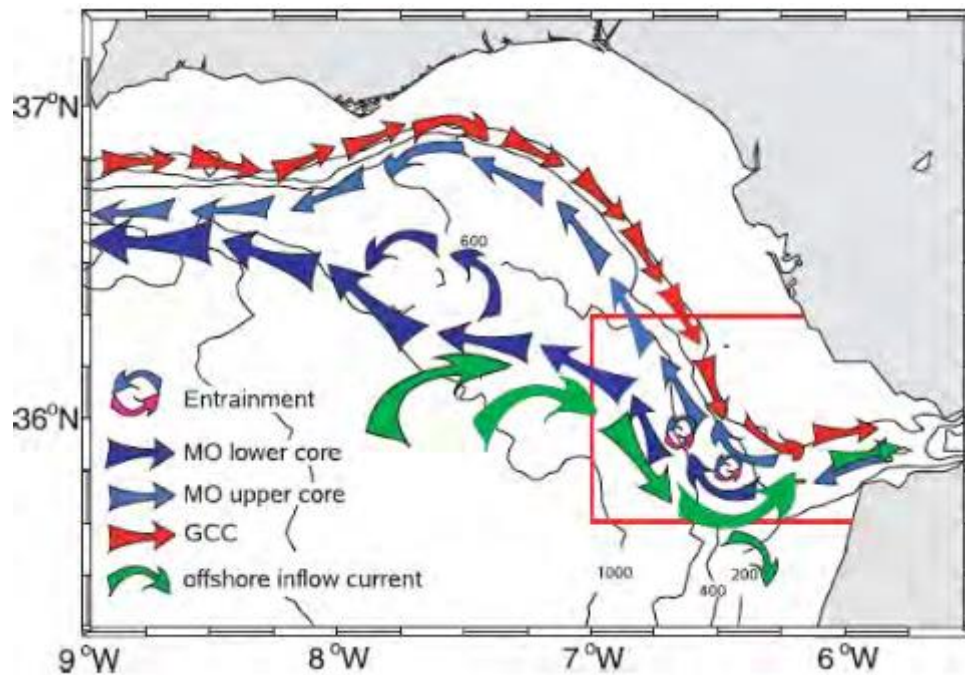 37°N
600
36°N
Entrainment
MO lower core
MO upper core
GCC
offshore inflow current
1000
200
400
9°W 8°W 7°W 6°W